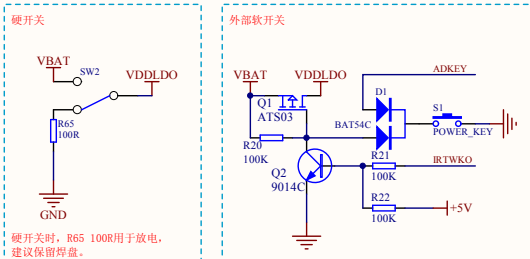 硬开关
VBAT
SW2
VDDLDO
R65
100R
GND
硬开关时，R65 100R用于放电，
建议保留焊盘。
外部软开关
VBAT
VDDLDO
Q1
ATS03
R20
100K
Q2
9014C
BAT54C
D1
ADKEY
S1
POWER_KEY
R21
100K
IRTWKO
R22
100K
+5V